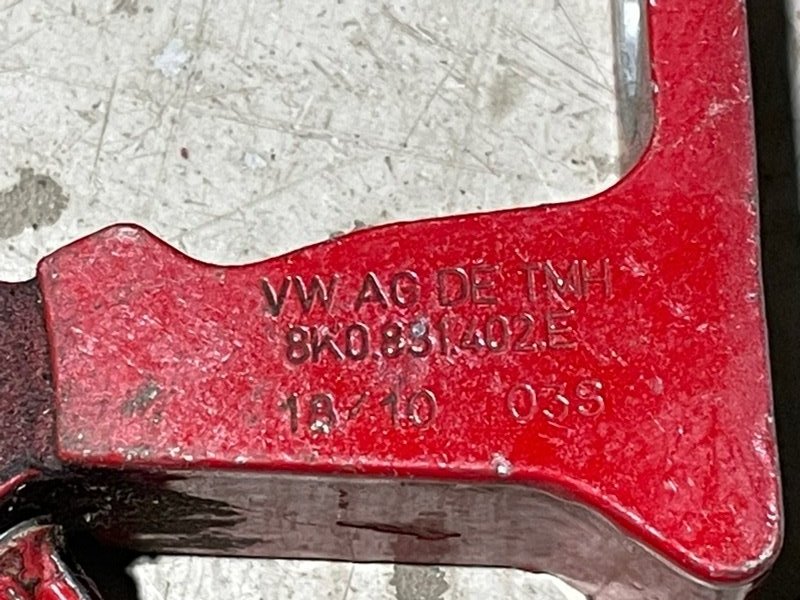 VW AG DE TMH
8K0.831.402.E
18/10 03S